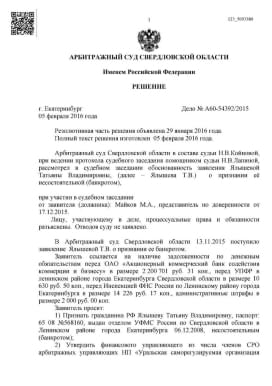 1
АРБИТРАЖНЫЙ СУД СВЕРДЛОВСКОЙ ОБЛАСТИ
Именем Российской Федерации
РЕШЕНИЕ
г. Екатеринбург
05 февраля 2016 года
Дело № А60-54392/2015
Резолютивная часть решения объявлена 29 января 2016 года.
Полный текст решения изготовлен 05 февраля 2016 года.
Арбитражный суд Свердловской области в составе судьи Н.В.Койновой,
при ведении протокола судебного заседания помощником судьи Н.В.Лапиной,
рассмотрел в судебном заседании обоснованность заявления
Татьяны Владимировны, (далее – Т.В.) о признании её
несостоятельной (банкротом),
при участии в судебном заседании
от заявителя (должника): Майков М.А., представитель по доверенности от
17.12.2015.
Лицу, участвующему в деле, процессуальные права и обязанности
разъяснены. Отводов суду не заявлено.
В Арбитражный суд Свердловской области 13.11.2015 поступило
заявление Т.В. о признании ее банкротом.
Заявитель ссылается на наличие задолженности по денежным
обязательствам перед ОАО «Акционерный коммерческий банк содействия
коммерции и бизнесу» в размере 2 200 701 руб. 31 коп., перед УПФР в
Ленинском районе города Екатеринбурга Свердловской области в размере 10
630 руб. 50 коп., перед Инспекцией ФНС России по Ленинскому району города
Екатеринбурга в размере 14 226 руб. 17 коп., административные штрафы в
размере 2 000 руб. 00 коп.
Заявитель просит:
1) Признать гражданина РФ Татьяну Владимировну, паспорт:
65 08 №568160, выдан отделом УФМС России по Свердловской области в
Ленинском районе города Екатеринбурга 06.12.2008, несостоятельным
(банкротом);
2) Утвердить финансового управляющего из числа членов СРО
арбитражных управляющих НП «Уральская саморегулируемая организация